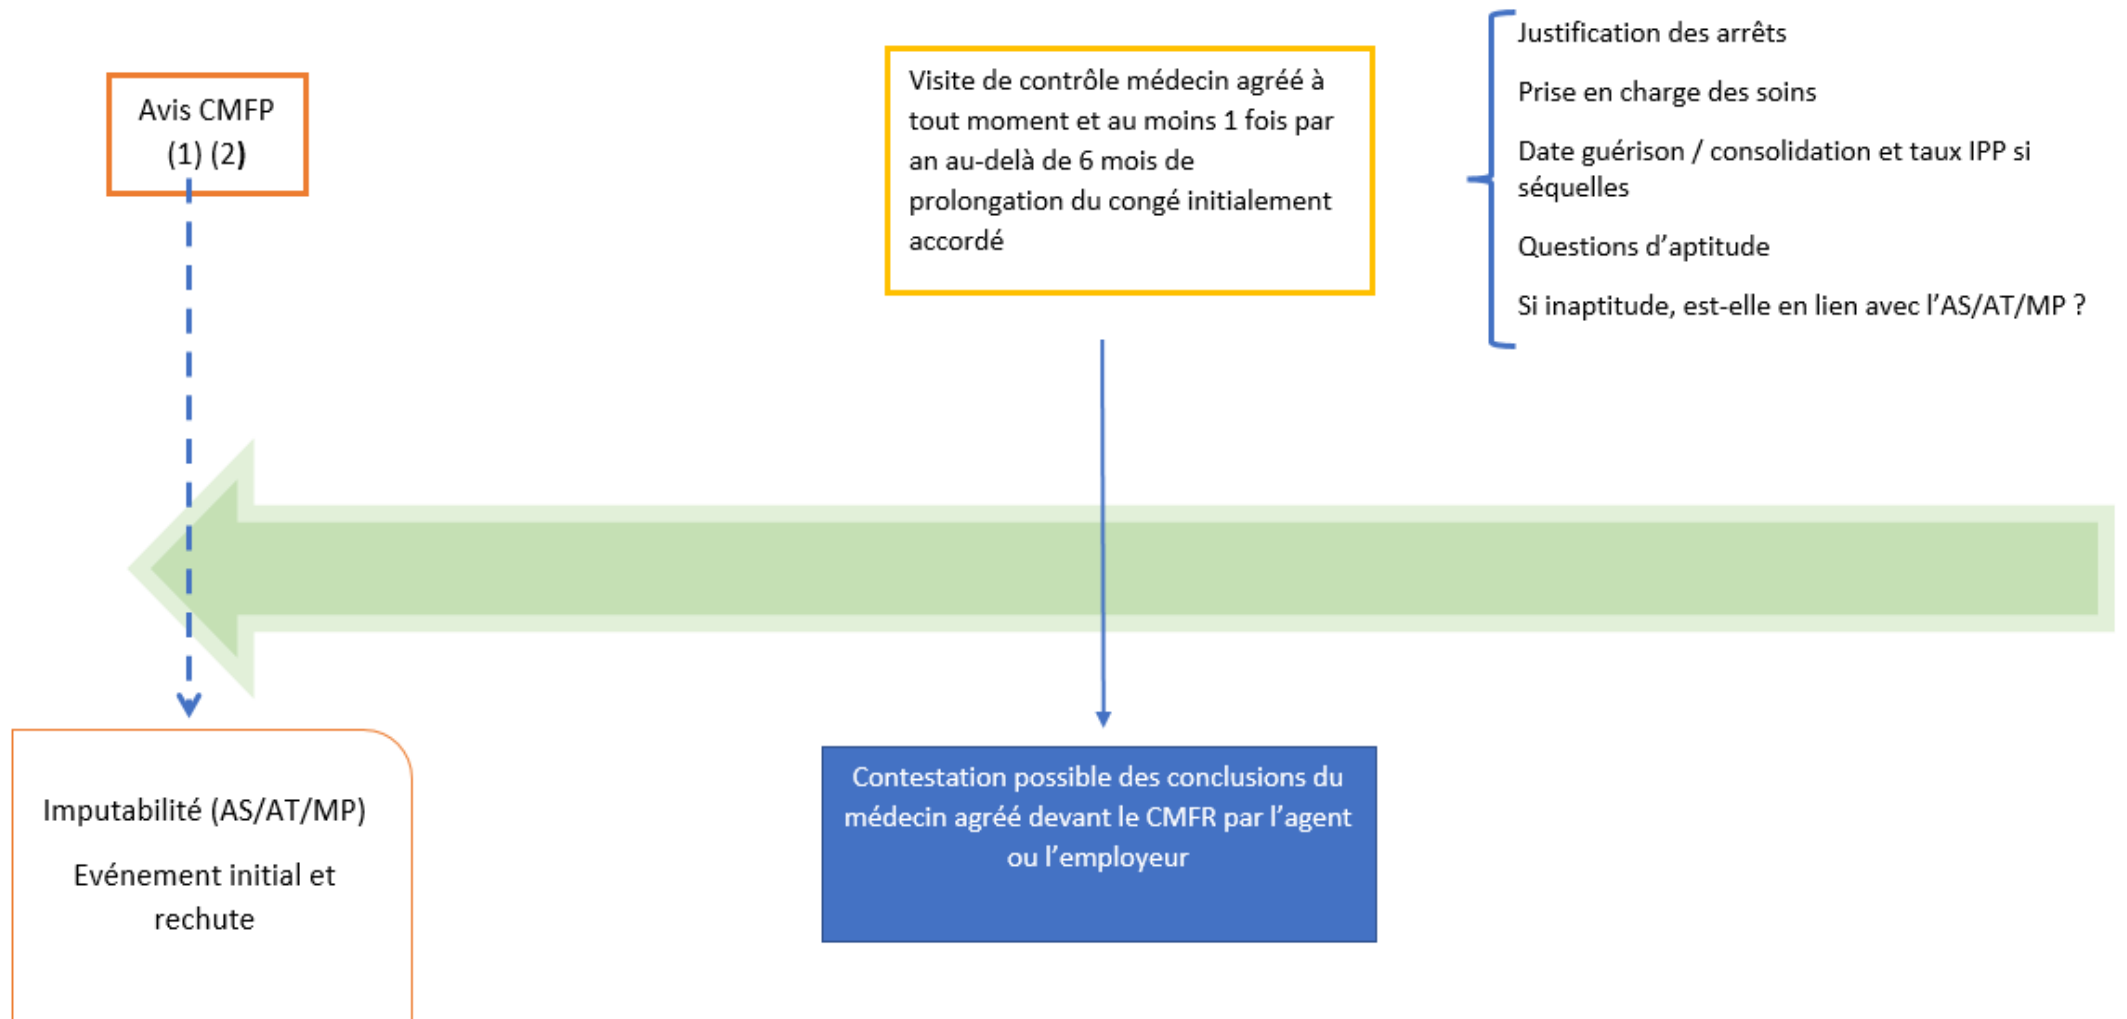 Avis CMFP
(1) (2)
Visite de contrôle médecin agréé à
tout moment et au moins 1 fois par
an au-delà de 6 mois de
prolongation du congé initialement
accordé
Justification des arrêts
Prise en charge des soins
Date guérison / consolidation et taux IPP si
séquelles
Questions d’aptitude
Si inaptitude, est-elle en lien avec l’AS/AT/MP ?
Imputabilité (AS/AT/MP)
Evénement initial et
rechute
Contestation possible des conclusions du
médecin agréé devant le CMFR par l’agent
ou l’employeur